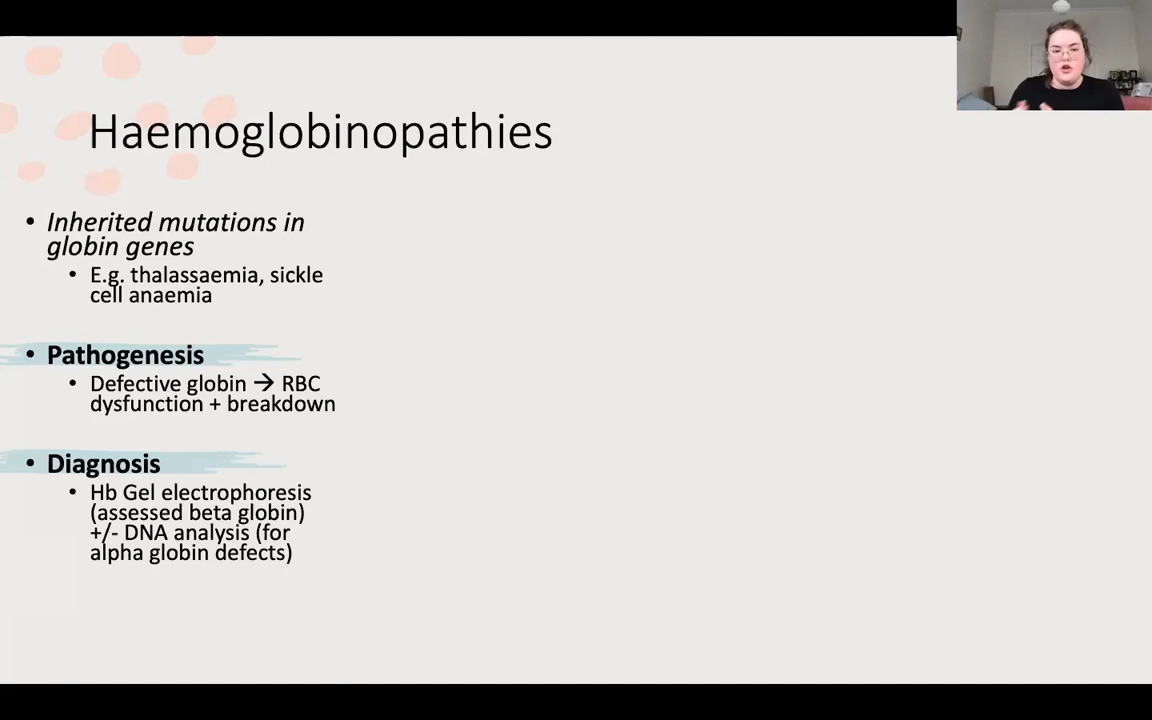 Haemoglobinopathies
• Inherited mutations in
globin genes
• E.g. thalassaemia, sickle
cell anaemia
• Pathogenesis
• Defective globin → RBC
dysfunction + breakdown
• Diagnosis
• Hb Gel electrophoresis
(assessed beta globin)
+/- DNA analysis (for
alpha globin defects)